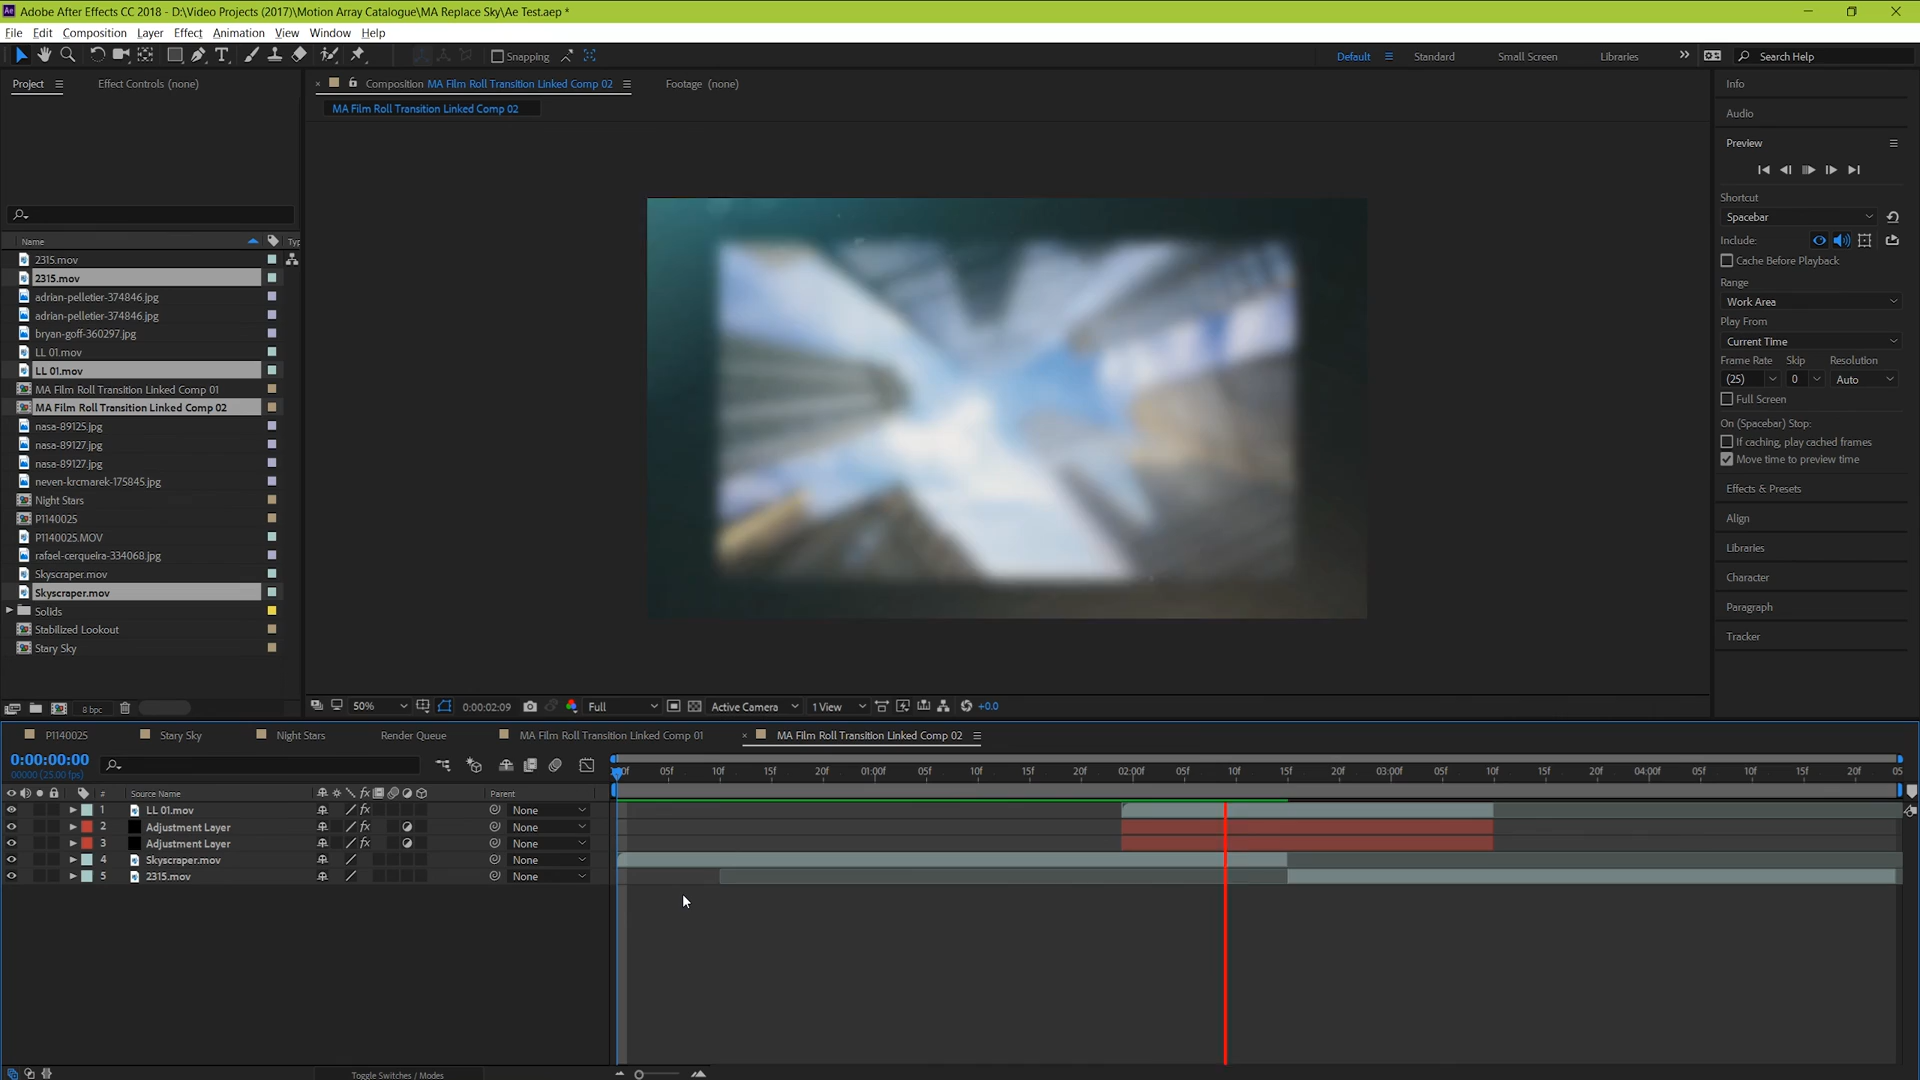 Adobe After Effects CC 2018 - D:\Video Projects (2017)\Motion Array Catalogue\MA Replace Sky\Ae Test.aep *
File Edit Composition Layer Effect Animation View Window Help
Snapping Default Standard Small Screen Libraries Search Help
Project Effect Controls (none)
Composition MA Film Roll Transition Linked Comp 02 Footage (none)
MA Film Roll Transition Linked Comp 02
Name Typ
2315.mov
2315.mov
adrian-pelletier-374846.jpg
adrian-pelletier-374846.jpg
bryan-goff-360297.jpg
LL 01.mov
LL 01.mov
MA Film Roll Transition Linked Comp 01
MA Film Roll Transition Linked Comp 02
nasa-89125.jpg
nasa-89127.jpg
nasa-89127.jpg
neven-krcmarek-175845.jpg
Night Stars
P1140025
P1140025.MOV
rafael-cerqueira-334068.jpg
Skyscraper.mov
Skyscraper.mov
Solids
Stabilized Lookout
Stary Sky
8 bpc
50% 0:00:02:09 Full Active Camera 1 View +0.0
Info
Audio
Preview
Shortcut
Spacebar
Include:
Cache Before Playback
Range
Work Area
Play From
Current Time
Frame Rate Skip Resolution
(25) 0 Auto
Full Screen
On (Spacebar) Stop:
If caching, play cached frames
Move time to preview time
Effects & Presets
Align
Libraries
Character
Paragraph
Tracker
P1140025 Stary Sky Night Stars Render Queue MA Film Roll Transition Linked Comp 01 MA Film Roll Transition Linked Comp 02
0:00:00:00
00000 (25.00 fps)
05f 10f 15f 20f 01:00f 05f 10f 15f 20f 02:00f 05f 10f 15f 20f 03:00f 05f 10f 15f 20f 04:00f 05f 10f 15f 20f 05
# Source Name fx Parent
1 LL 01.mov fx None
2 Adjustment Layer fx None
3 Adjustment Layer fx None
4 Skyscraper.mov None
5 2315.mov None
Toggle Switches / Modes